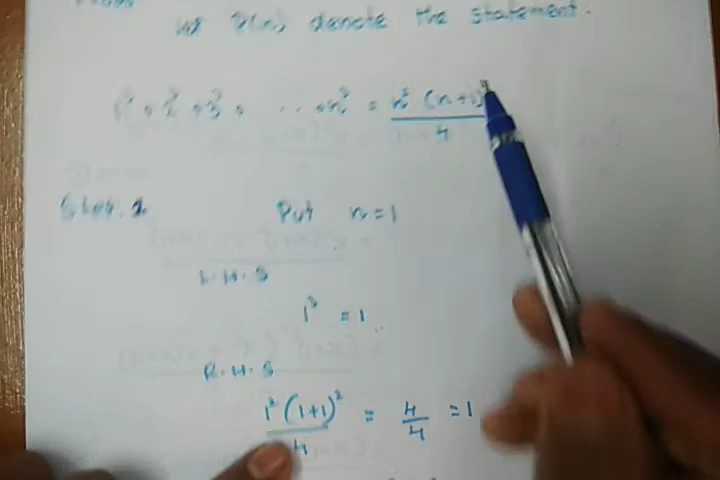 let P(n) denote the statement:
1³ + 2³ + 3³ + ... + n³ = n² (n+1)² / 4
Step. 1 Put n = 1
L.H.S
1³ = 1
R.H.S
1² (1+1)² / 4 = 4/4 = 1